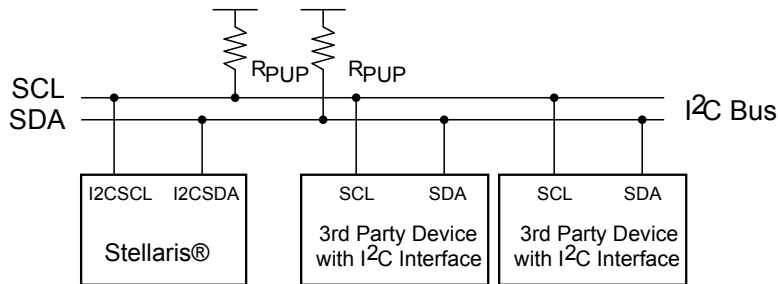 RPUP RPUP
SCL
SDA
I2C Bus
I2CSCL I2CSDA
SCL SDA
SCL SDA
Stellaris®
3rd Party Device
with I2C Interface
3rd Party Device
with I2C Interface